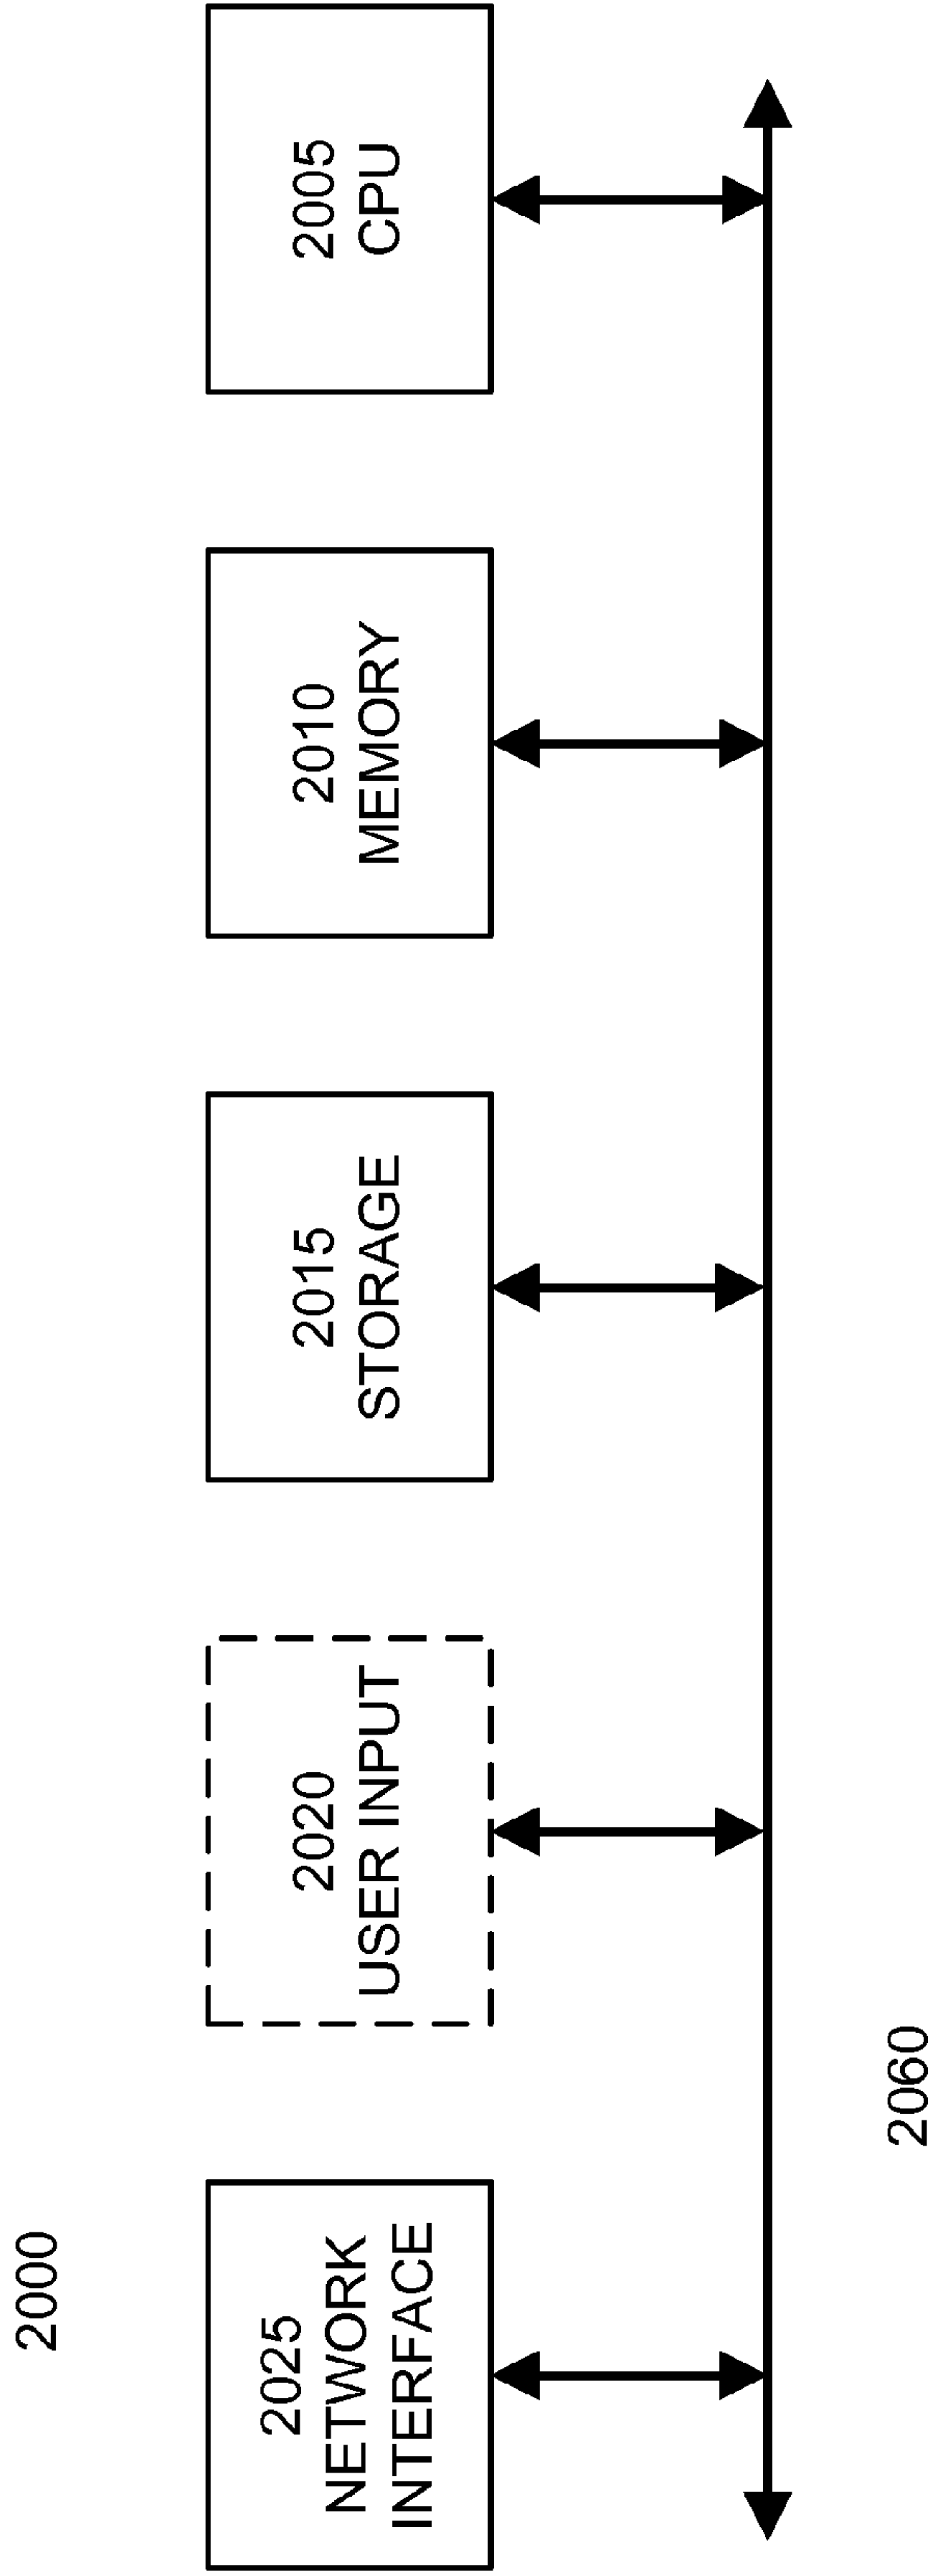 2000
2025
NETWORK
INTERFACE
2020
USER INPUT
2015
STORAGE
2010
MEMORY
2005
CPU
2060